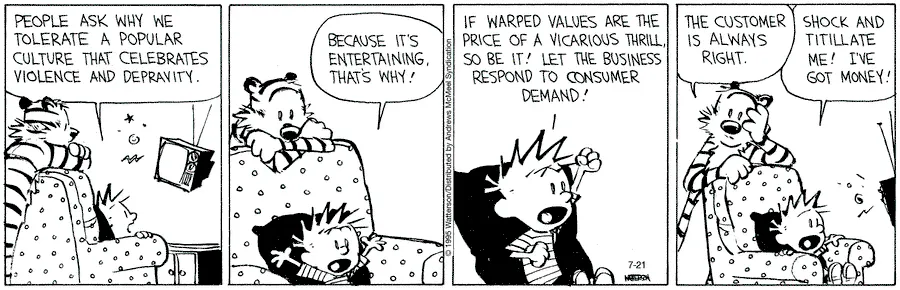 PEOPLE ASK WHY WE
TOLERATE A POPULAR
CULTURE THAT CELEBRATES
VIOLENCE AND DEPRAVITY.
BECAUSE IT'S
ENTERTAINING,
THAT'S WHY!
© 1995 Watterson/Distributed by Andrews McMeel Syndication
IF WARPED VALUES ARE THE
PRICE OF A VICARIOUS THRILL,
SO BE IT! LET THE BUSINESS
RESPOND TO CONSUMER
DEMAND!
7-21
WATTERSON
THE CUSTOMER
IS ALWAYS
RIGHT.
SHOCK AND
TITILLATE
ME! I'VE
GOT MONEY!